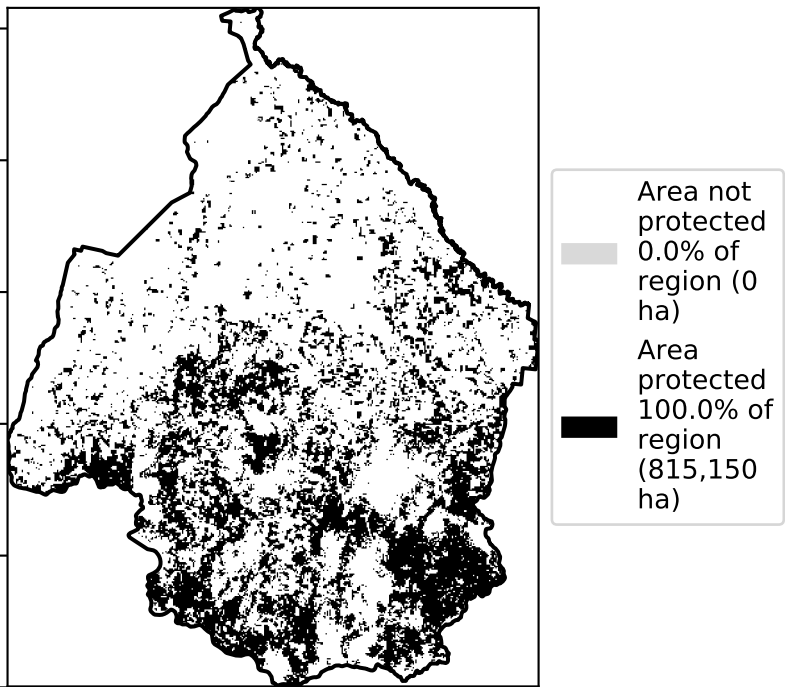 Area not
protected
0.0% of
region (0
ha)
Area
protected
100.0% of
region
(815,150
ha)